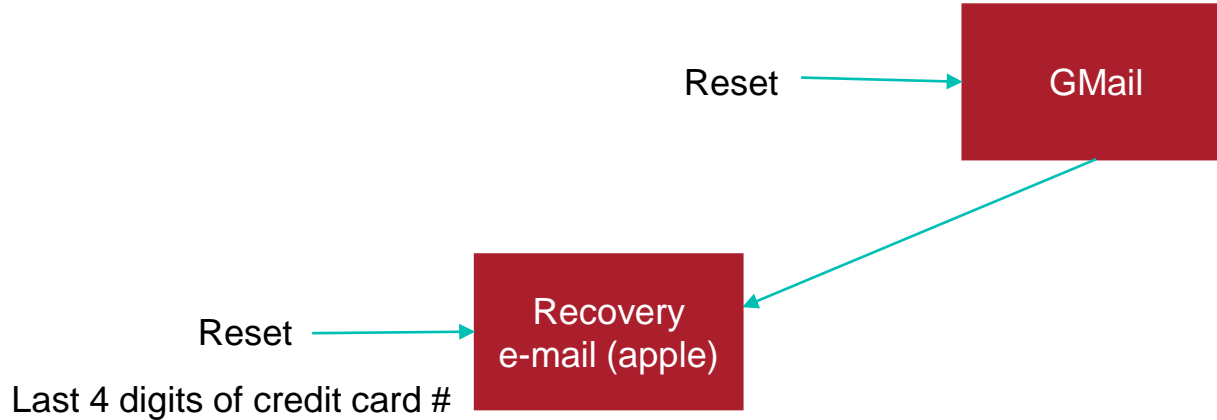 Reset
GMail
Recovery
e-mail (apple)
Reset
Last 4 digits of credit card #